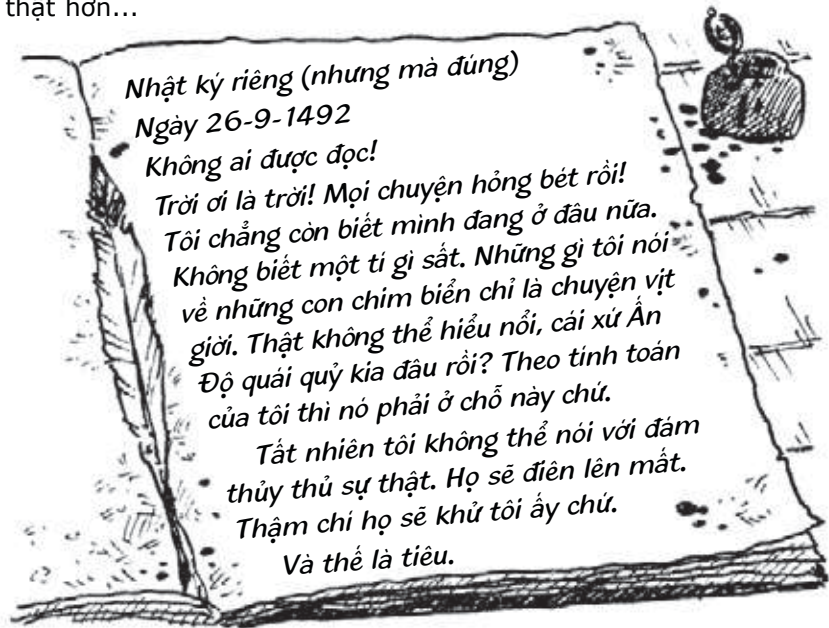 thật hơn...
Nhật ký riêng (nhưng mà đúng)
Ngày 26-9-1492
Không ai được đọc!
Trời ơi là trời! Mọi chuyện hỏng bét rồi!
Tôi chẳng còn biết mình đang ở đâu nữa.
Không biết một tí gì sất. Những gì tôi nói
về những con chim biển chỉ là chuyện vịt
giời. Thật không thể hiểu nổi, cái xứ Ấn
Độ quái quỷ kia đâu rồi? Theo tính toán
của tôi thì nó phải ở chỗ này chứ.
Tất nhiên tôi không thể nói với đám
thủy thủ sự thật. Họ sẽ điên lên mất.
Thậm chí họ sẽ khử tôi ấy chứ.
Và thế là tiêu.